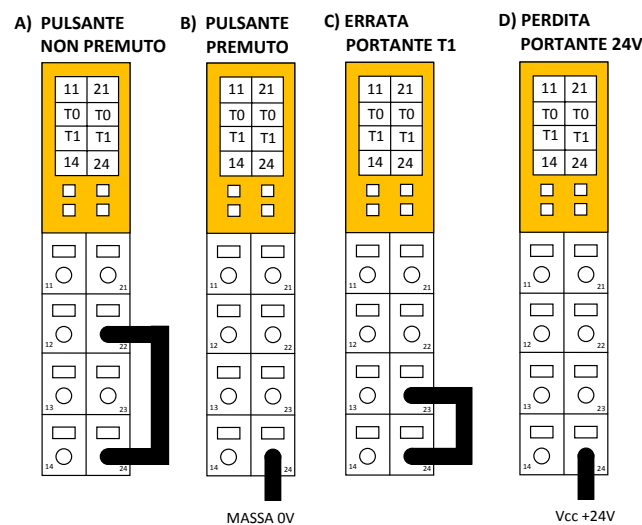 A) PULSANTE
NON PREMUTO
11 21
T0 T0
T1 T1
14 24
11 21
12 22
13 23
14 24
B) PULSANTE
PREMUTO
11 21
T0 T0
T1 T1
14 24
11 21
12 22
13 23
14 24
MASSA 0V
C) ERRATA
PORTANTE T1
11 21
T0 T0
T1 T1
14 24
11 21
12 22
13 23
14 24
D) PERDITA
PORTANTE 24V
11 21
T0 T0
T1 T1
14 24
11 21
12 22
13 23
14 24
Vcc +24V